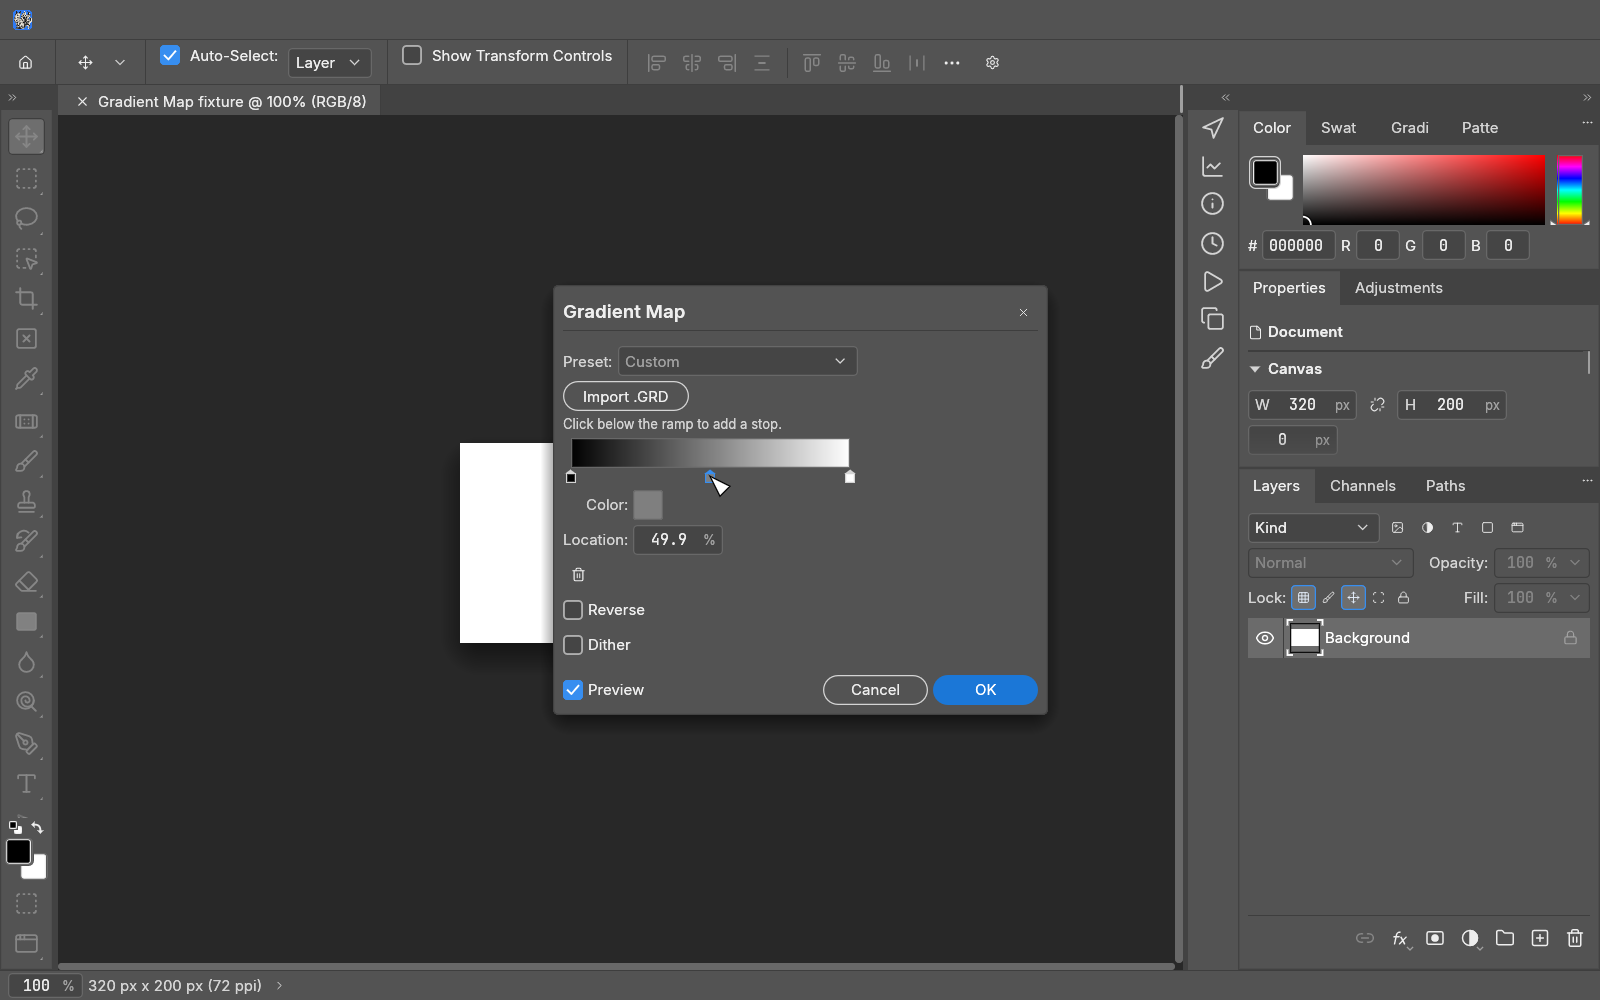 Auto-Select:
Layer
Show Transform Controls
Gradient Map fixture @ 100% (RGB/8)
Color
Swat
Gradi
Patte
# 000000 R 0 G 0 B 0
Properties
Adjustments
Document
Canvas
W 320 px
H 200 px
0 px
Layers
Channels
Paths
Kind
Normal
Opacity: 100 %
Lock:
Fill: 100 %
Background
Gradient Map
Preset: Custom
Import .GRD
Click below the ramp to add a stop.
Color:
Location: 49.9 %
Reverse
Dither
Preview
Cancel
OK
100 %
320 px x 200 px (72 ppi)